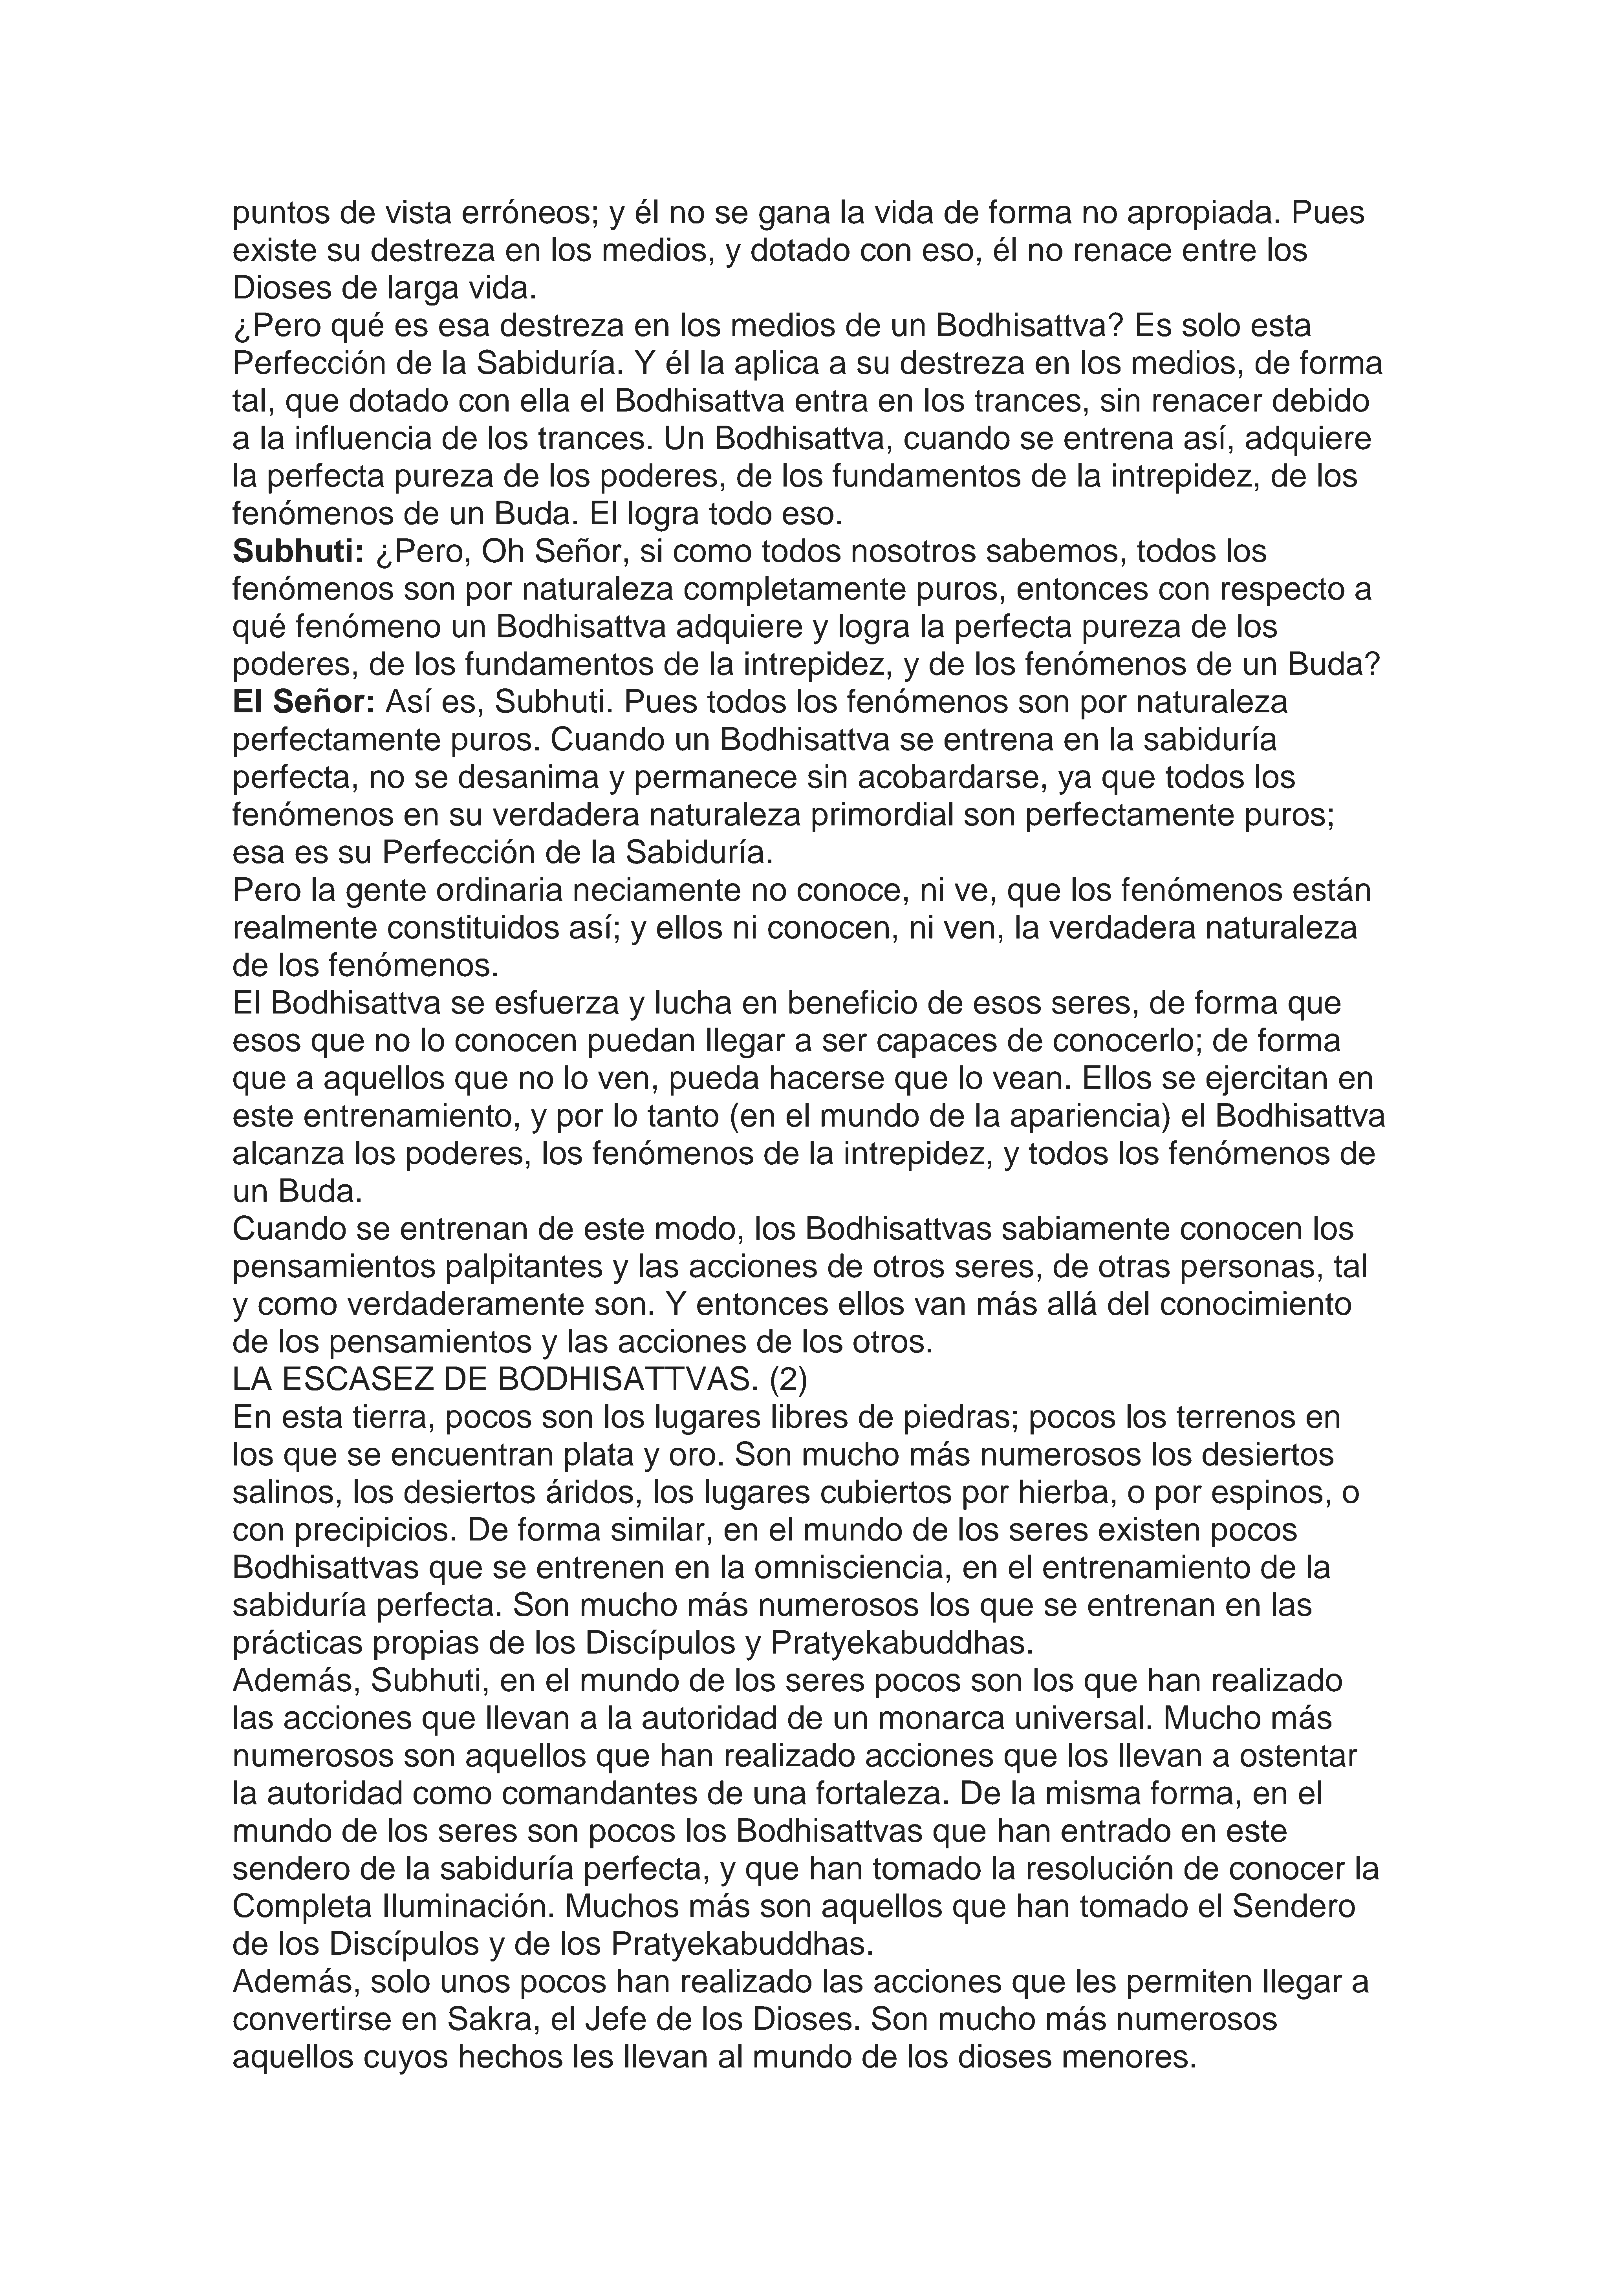 puntos de vista erróneos; y él no se gana la vida de forma no apropiada. Pues
existe su destreza en los medios, y dotado con eso, él no renace entre los
Dioses de larga vida.
¿Pero qué es esa destreza en los medios de un Bodhisattva? Es solo esta
Perfección de la Sabiduría. Y él la aplica a su destreza en los medios, de forma
tal, que dotado con ella el Bodhisattva entra en los trances, sin renacer debido
a la influencia de los trances. Un Bodhisattva, cuando se entrena así, adquiere
la perfecta pureza de los poderes, de los fundamentos de la intrepidez, de los
fenómenos de un Buda. El logra todo eso.
Subhuti: ¿Pero, Oh Señor, si como todos nosotros sabemos, todos los
fenómenos son por naturaleza completamente puros, entonces con respecto a
qué fenómeno un Bodhisattva adquiere y logra la perfecta pureza de los
poderes, de los fundamentos de la intrepidez, y de los fenómenos de un Buda?
El Señor: Así es, Subhuti. Pues todos los fenómenos son por naturaleza
perfectamente puros. Cuando un Bodhisattva se entrena en la sabiduría
perfecta, no se desanima y permanece sin acobardarse, ya que todos los
fenómenos en su verdadera naturaleza primordial son perfectamente puros;
esa es su Perfección de la Sabiduría.
Pero la gente ordinaria neciamente no conoce, ni ve, que los fenómenos están
realmente constituidos así; y ellos ni conocen, ni ven, la verdadera naturaleza
de los fenómenos.
El Bodhisattva se esfuerza y lucha en beneficio de esos seres, de forma que
esos que no lo conocen puedan llegar a ser capaces de conocerlo; de forma
que a aquellos que no lo ven, pueda hacerse que lo vean. Ellos se ejercitan en
este entrenamiento, y por lo tanto (en el mundo de la apariencia) el Bodhisattva
alcanza los poderes, los fenómenos de la intrepidez, y todos los fenómenos de
un Buda.
Cuando se entrenan de este modo, los Bodhisattvas sabiamente conocen los
pensamientos palpitantes y las acciones de otros seres, de otras personas, tal
y como verdaderamente son. Y entonces ellos van más allá del conocimiento
de los pensamientos y las acciones de los otros.
LA ESCASEZ DE BODHISATTVAS. (2)
En esta tierra, pocos son los lugares libres de piedras; pocos los terrenos en
los que se encuentran plata y oro. Son mucho más numerosos los desiertos
salinos, los desiertos áridos, los lugares cubiertos por hierba, o por espinos, o
con precipicios. De forma similar, en el mundo de los seres existen pocos
Bodhisattvas que se entrenen en la omnisciencia, en el entrenamiento de la
sabiduría perfecta. Son mucho más numerosos los que se entrenan en las
prácticas propias de los Discípulos y Pratyekabuddhas.
Además, Subhuti, en el mundo de los seres pocos son los que han realizado
las acciones que llevan a la autoridad de un monarca universal. Mucho más
numerosos son aquellos que han realizado acciones que los llevan a ostentar
la autoridad como comandantes de una fortaleza. De la misma forma, en el
mundo de los seres son pocos los Bodhisattvas que han entrado en este
sendero de la sabiduría perfecta, y que han tomado la resolución de conocer la
Completa Iluminación. Muchos más son aquellos que han tomado el Sendero
de los Discípulos y de los Pratyekabuddhas.
Además, solo unos pocos han realizado las acciones que les permiten llegar a
convertirse en Sakra, el Jefe de los Dioses. Son mucho más numerosos
aquellos cuyos hechos les llevan al mundo de los dioses menores.